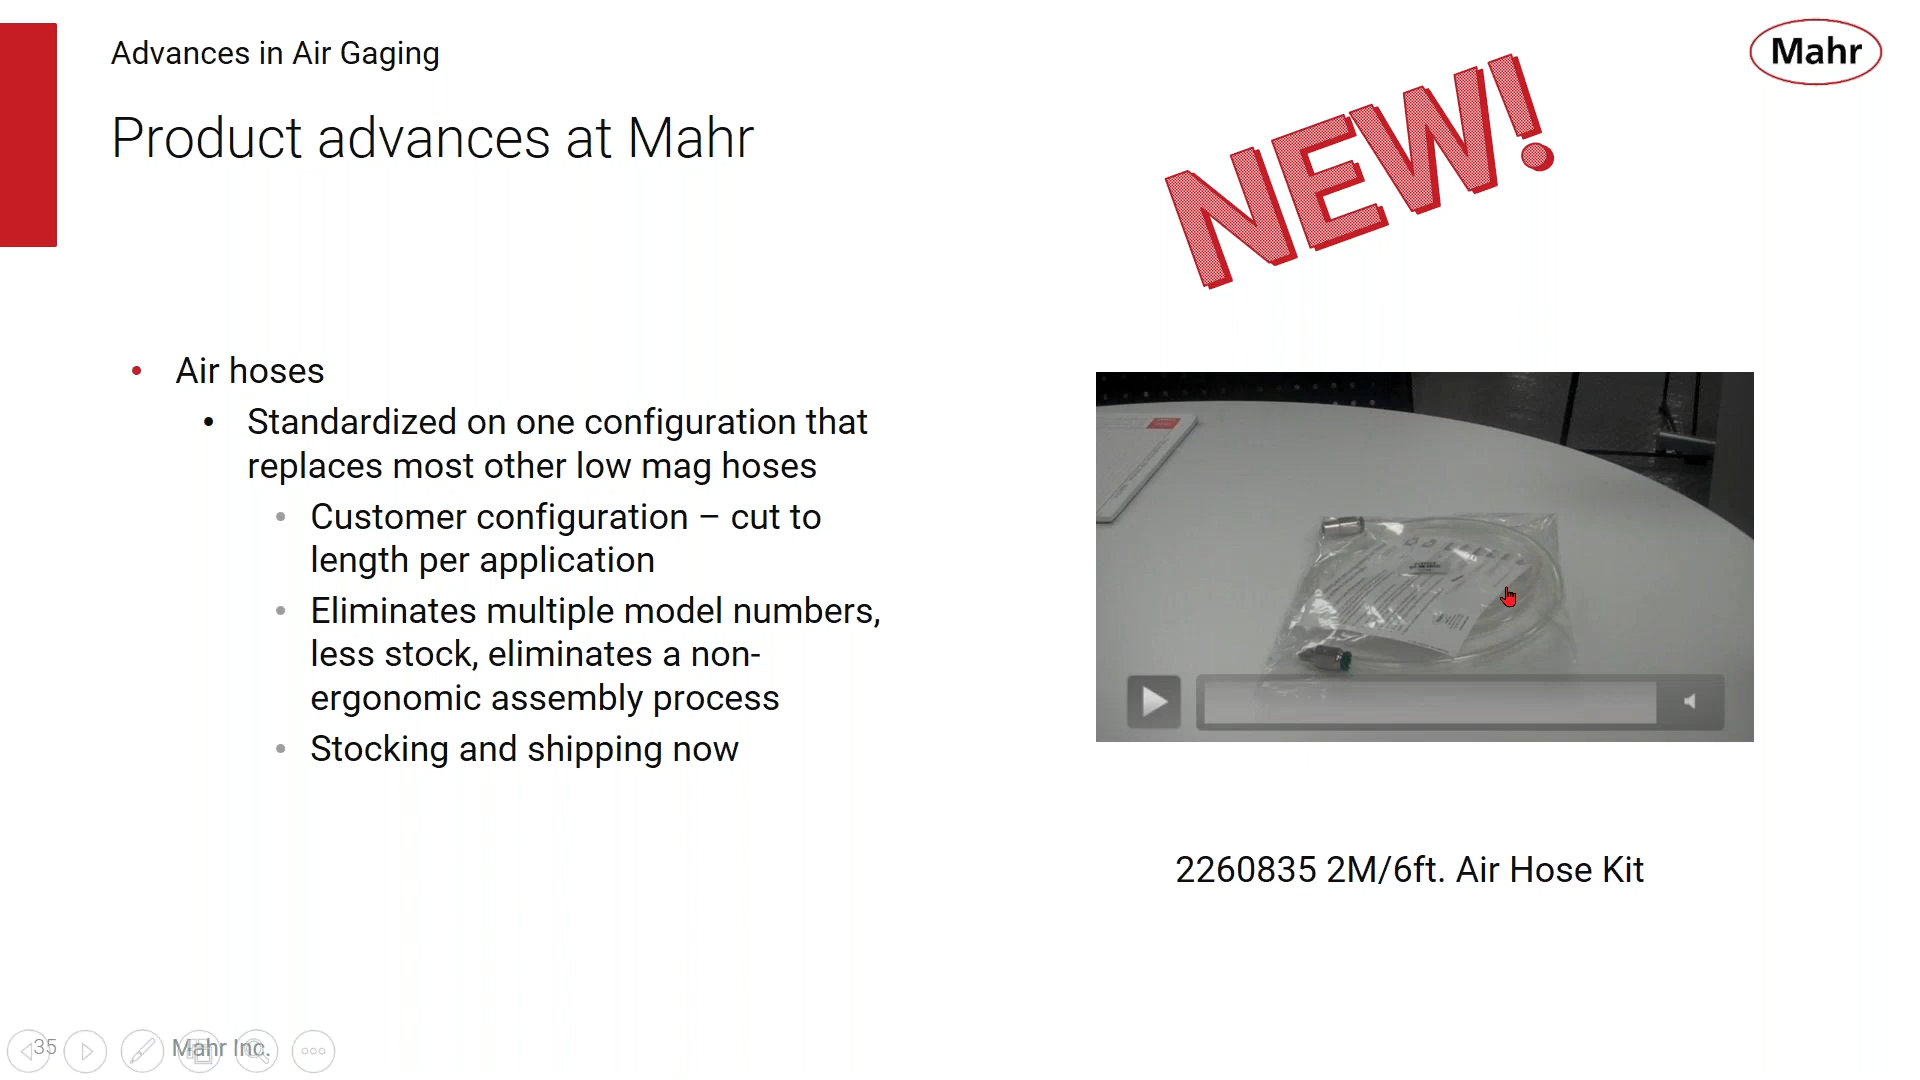 Advances in Air Gaging
Mahr
Product advances at Mahr
NEW!
• Air hoses
• Standardized on one configuration that
replaces most other low mag hoses
• Customer configuration – cut to
length per application
• Eliminates multiple model numbers,
less stock, eliminates a non-
ergonomic assembly process
• Stocking and shipping now
2260835 2M/6ft. Air Hose Kit
35
Mahr Inc.